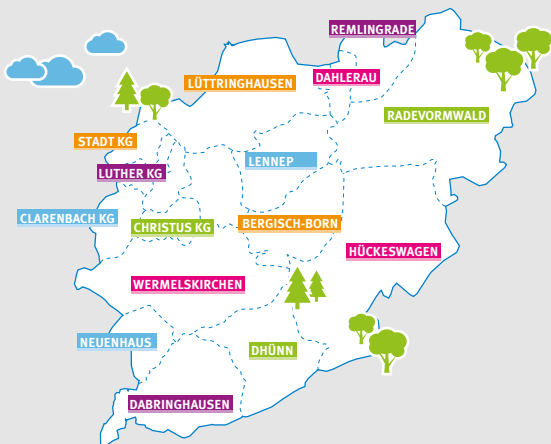 REMLINGRADE
DAHLERAU
LÜTTRINGHAUSEN
RADEVORMWALD
STADT KG
LENNEP
LUTHER KG
CLARENBACH KG
CHRISTUS KG
BERGISCH-BORN
HÜCKESWAGEN
WERMELSKIRCHEN
NEUENHAUS
DHÜNN
DABRINGHAUSEN